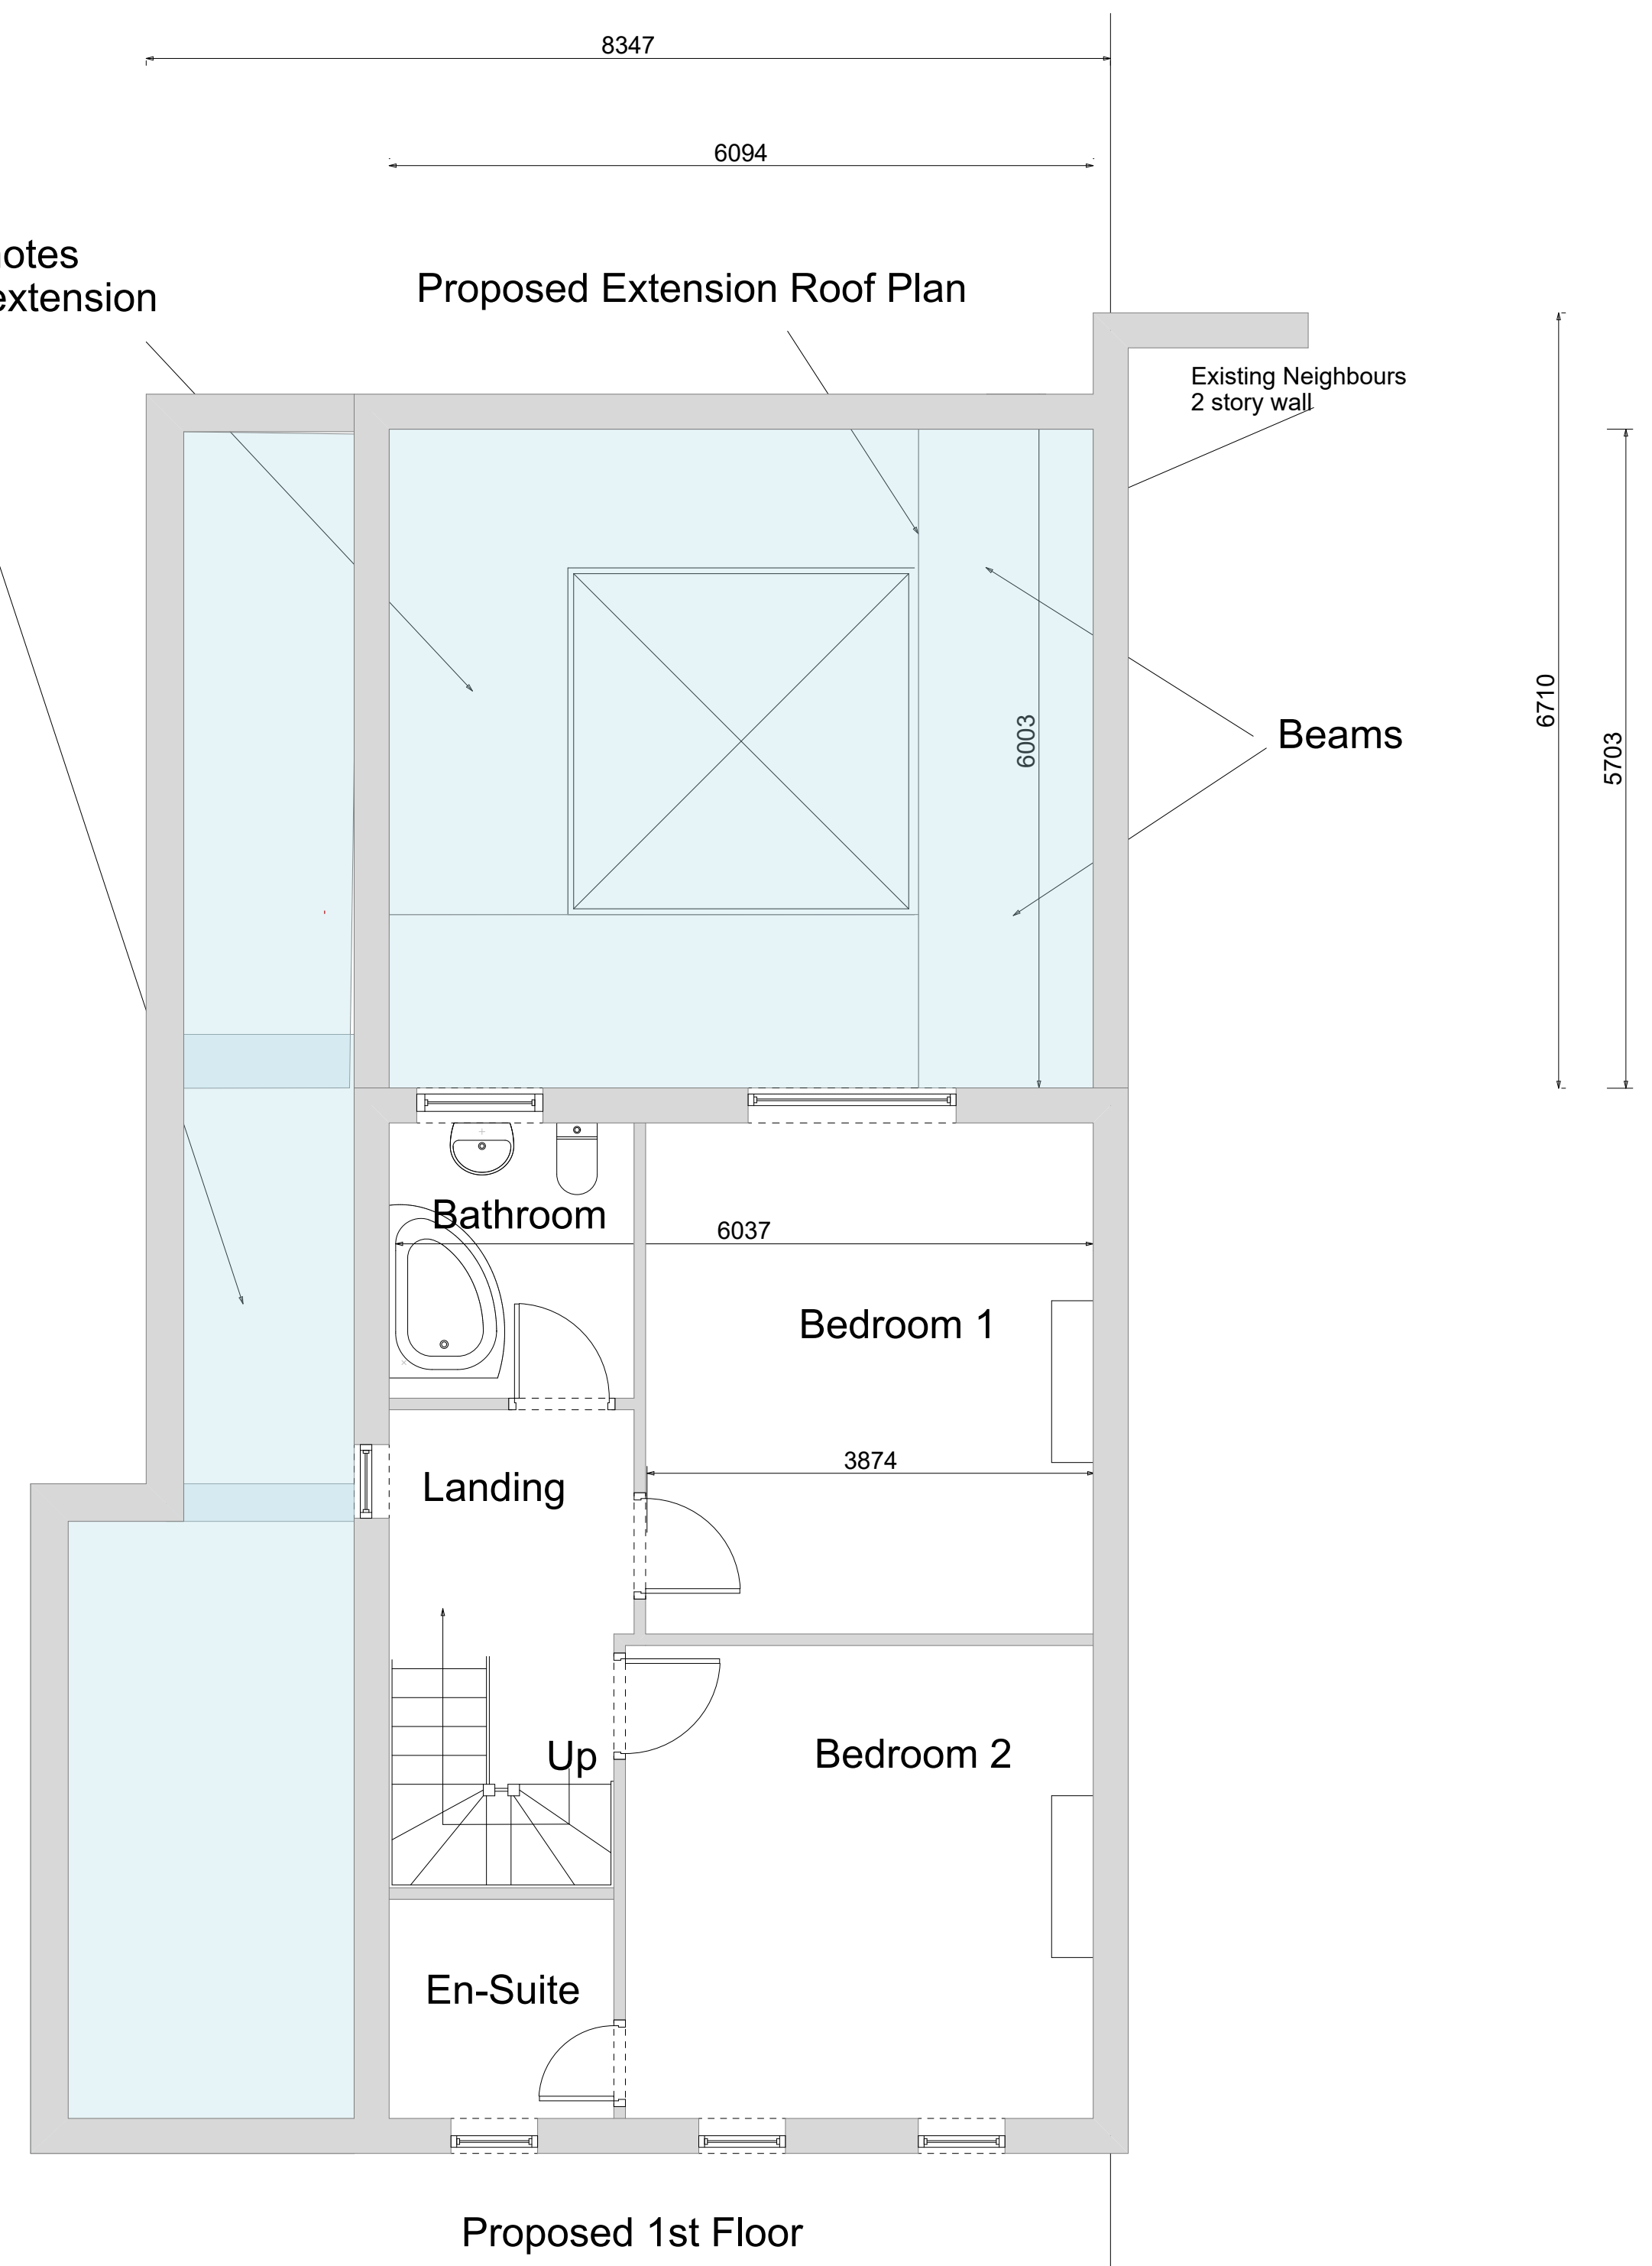 8347
6094
otes
extension
Proposed Extension Roof Plan
Existing Neighbours
2 story wall
6710
5703
6003
Beams
Bathroom
6037
Bedroom 1
3874
Landing
Up
Bedroom 2
En-Suite
Proposed 1st Floor